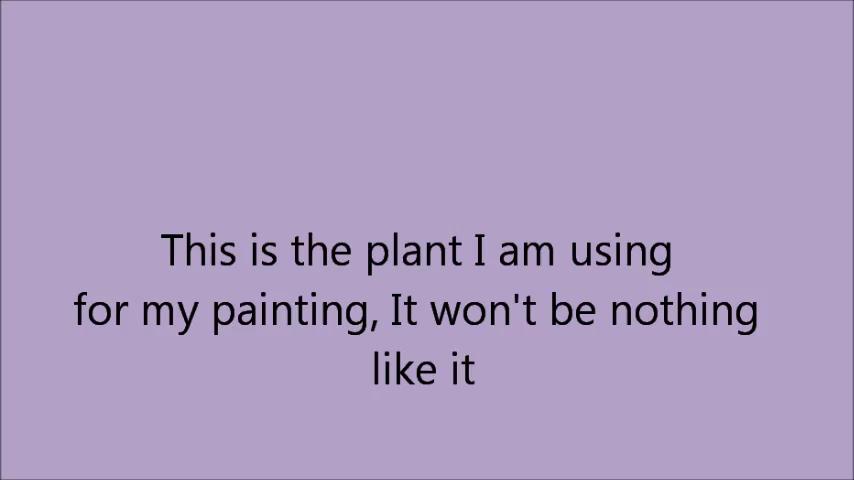 This is the plant I am using
for my painting, It won't be nothing
like it